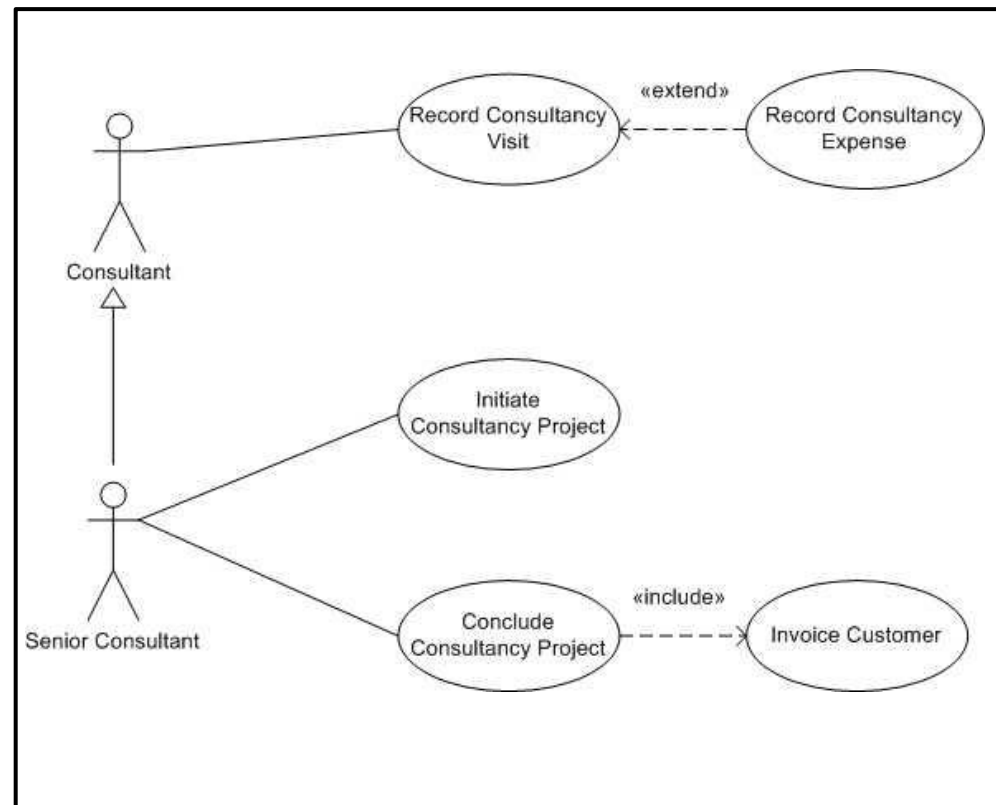 «extend»
Record Consultancy
Visit
Record Consultancy
Expense
Consultant
Initiate
Consultancy Project
Senior Consultant
Conclude
Consultancy Project
«include»
Invoice Customer